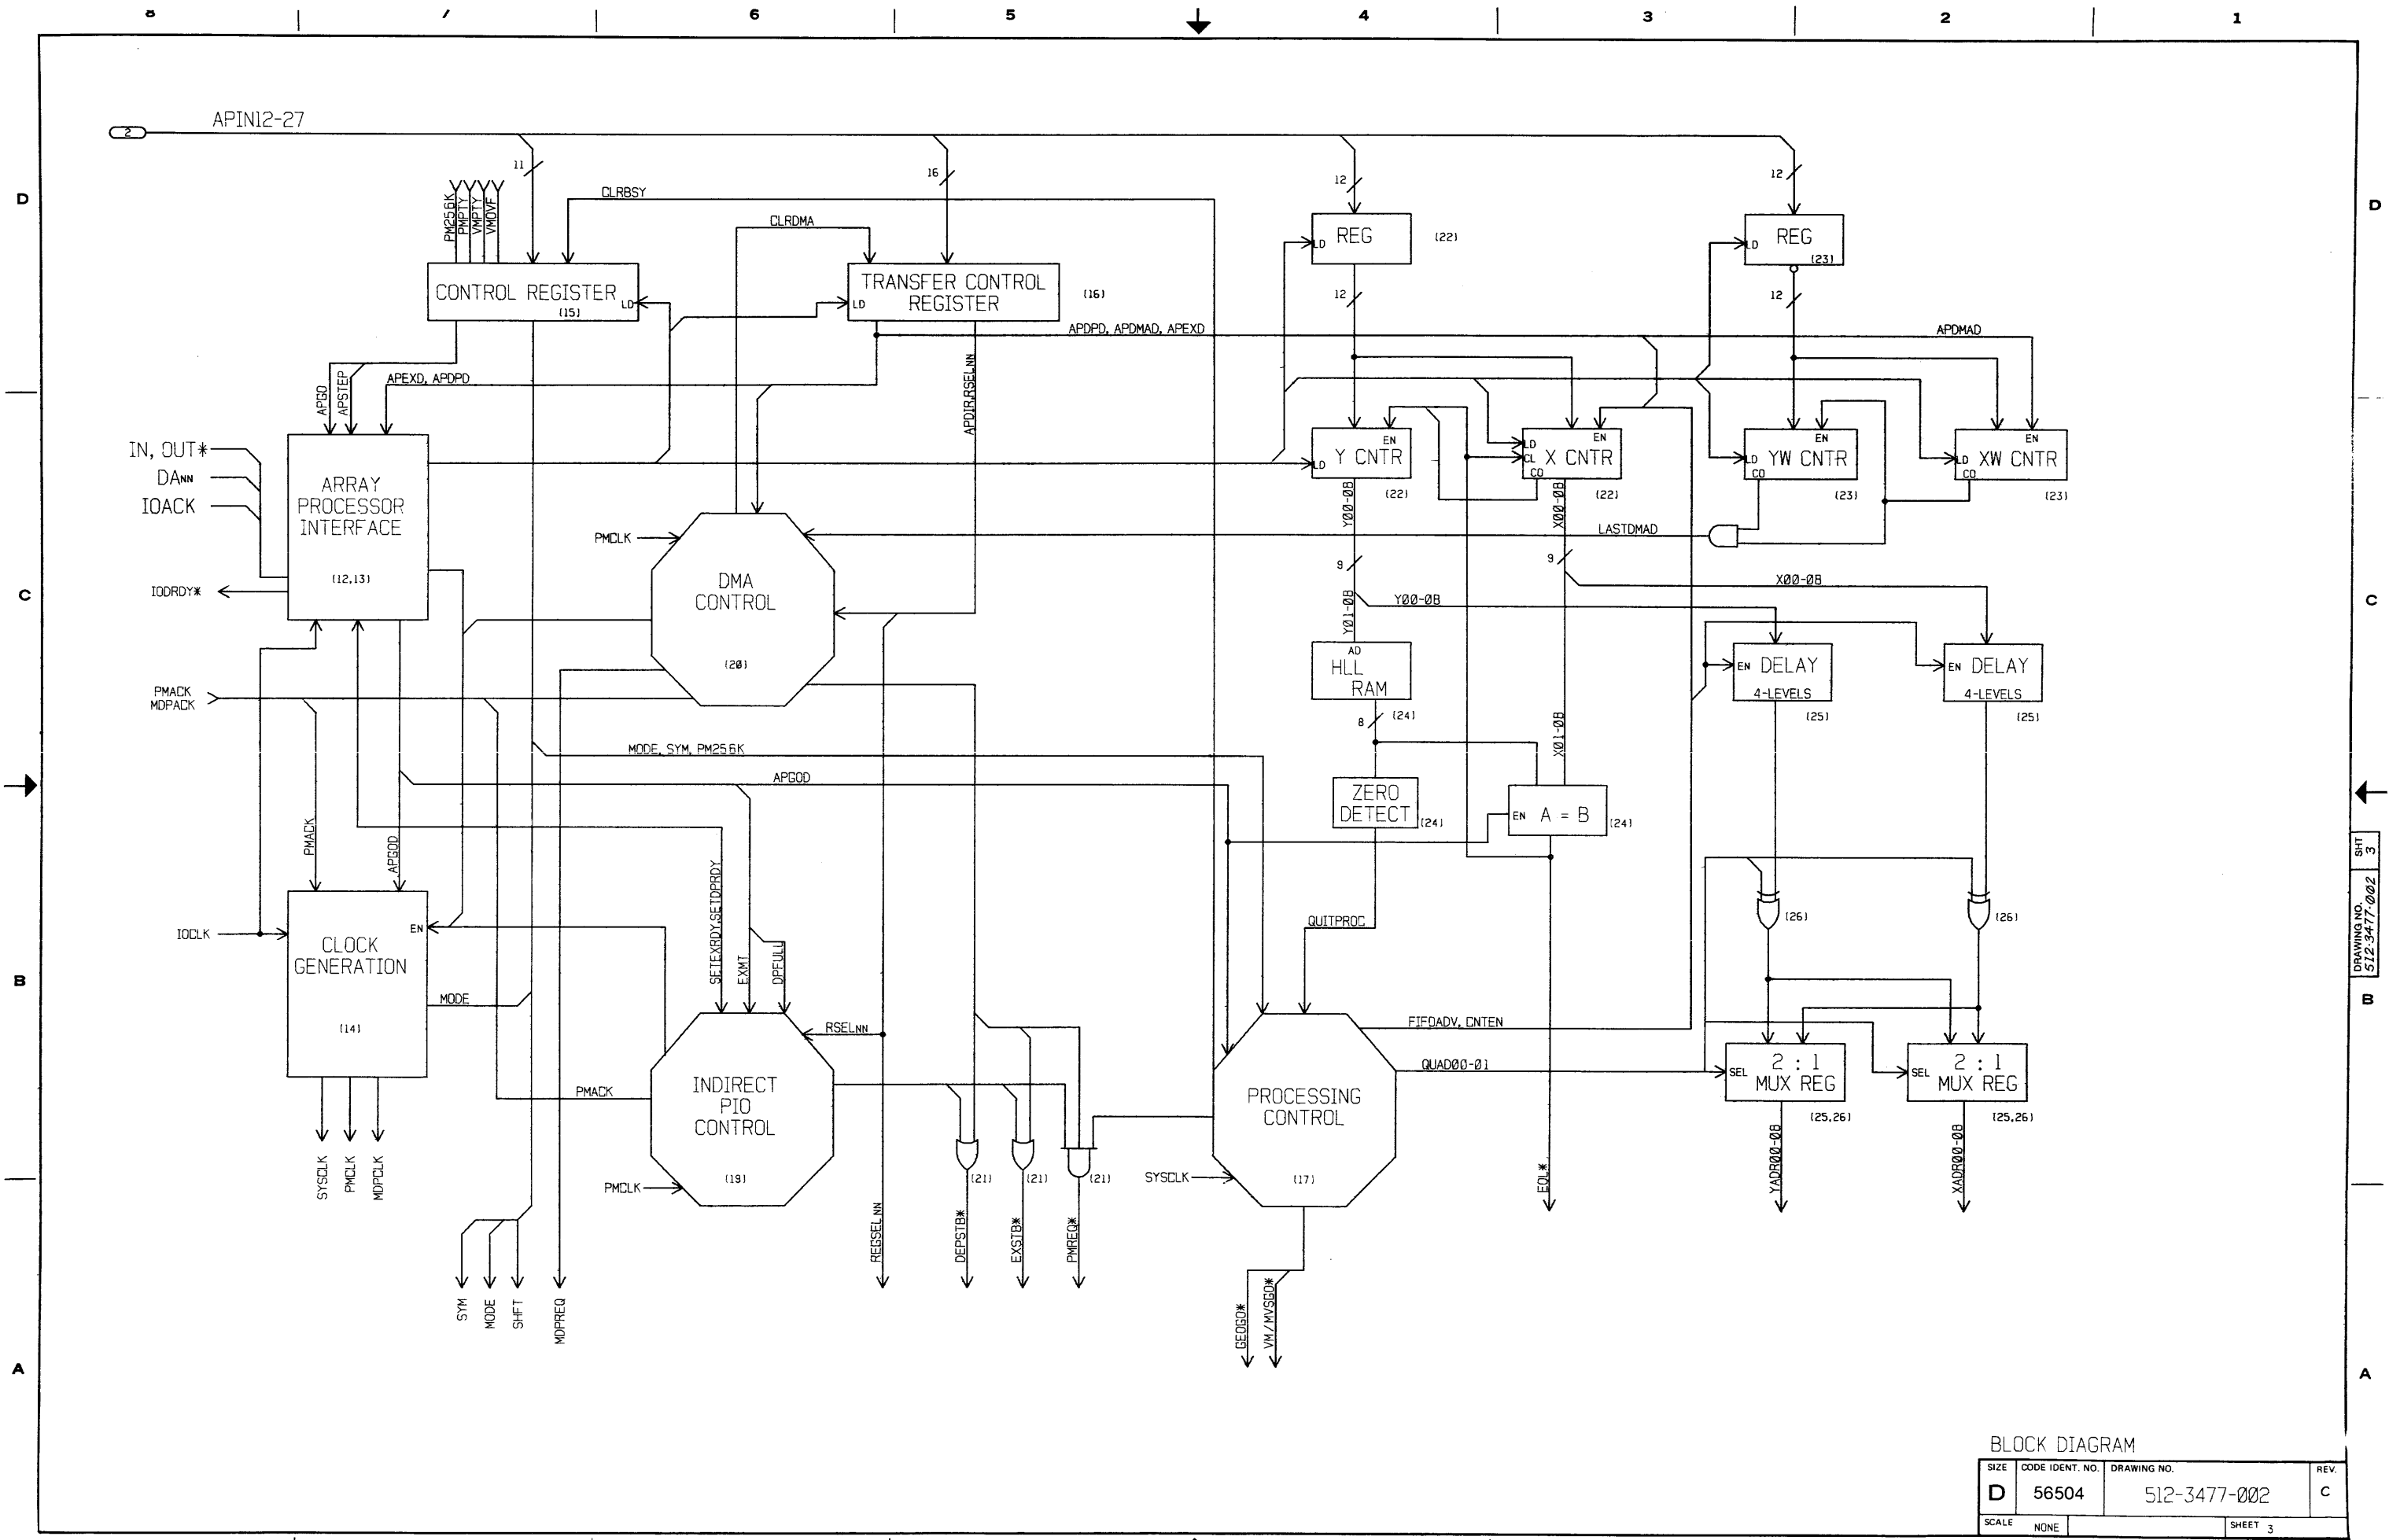 8 7 6 5 4 3 2 1
D
C
B
A
D
C
B
A
2
APIN12-27
11
16
12
12
PM256K
PMPTY
VMPTY
VMOVF
CLRBSY
CLRDMA
CONTROL REGISTER
LD
(15)
TRANSFER CONTROL
REGISTER
LD
(16)
REG
LD
(22)
REG
LD
(23)
12
12
APDPD, APDMAD, APEXD
APDMAD
APGO
APSTEP
APEXD, APDPD
APDIR,RSELNN
IN, OUT*
DANN
IOACK
IODRDY*
ARRAY
PROCESSOR
INTERFACE
(12,13)
EN
Y CNTR
LD
(22)
EN
LD
CL
X CNTR
CO
(22)
EN
LD
YW CNTR
CO
(23)
EN
LD
XW CNTR
CO
(23)
Y00-08
X00-08
LASTDMAD
PMCLK
DMA
CONTROL
(20)
9
9
X00-08
Y00-08
Y01-08
AD
HLL
RAM
(24)
8
X01-08
EN DELAY
4-LEVELS
(25)
EN DELAY
4-LEVELS
(25)
PMACK
MDPACK
MODE, SYM, PM256K
APGOD
ZERO
DETECT
(24)
EN A = B
(24)
PMACK
APGOD
IOCLK
CLOCK
GENERATION
EN
(14)
MODE
SETEXRDY,SETDPRDY
EXMT
DPFULL
RSELNN
QUITPROC
(26)
(26)
FIFOADV, CNTEN
QUAD00-01
PMACK
INDIRECT
PIO
CONTROL
(19)
PMCLK
PROCESSING
CONTROL
(17)
SYSCLK
SEL
2 : 1
MUX REG
(25,26)
SEL
2 : 1
MUX REG
(25,26)
(21)
(21)
(21)
SYSCLK
PMCLK
MDPCLK
SYM
MODE
SHFT
MDPREQ
REGSELNN
DEPSTB*
EXSTB*
PMREQ*
GEOGO*
VM/MVSGO*
EOL*
YADR00-08
XADR00-08
SHT
3
DRAWING NO.
512-3477-002
BLOCK DIAGRAM
SIZE
D
CODE IDENT. NO.
56504
DRAWING NO.
512-3477-002
REV.
C
SCALE NONE
SHEET 3